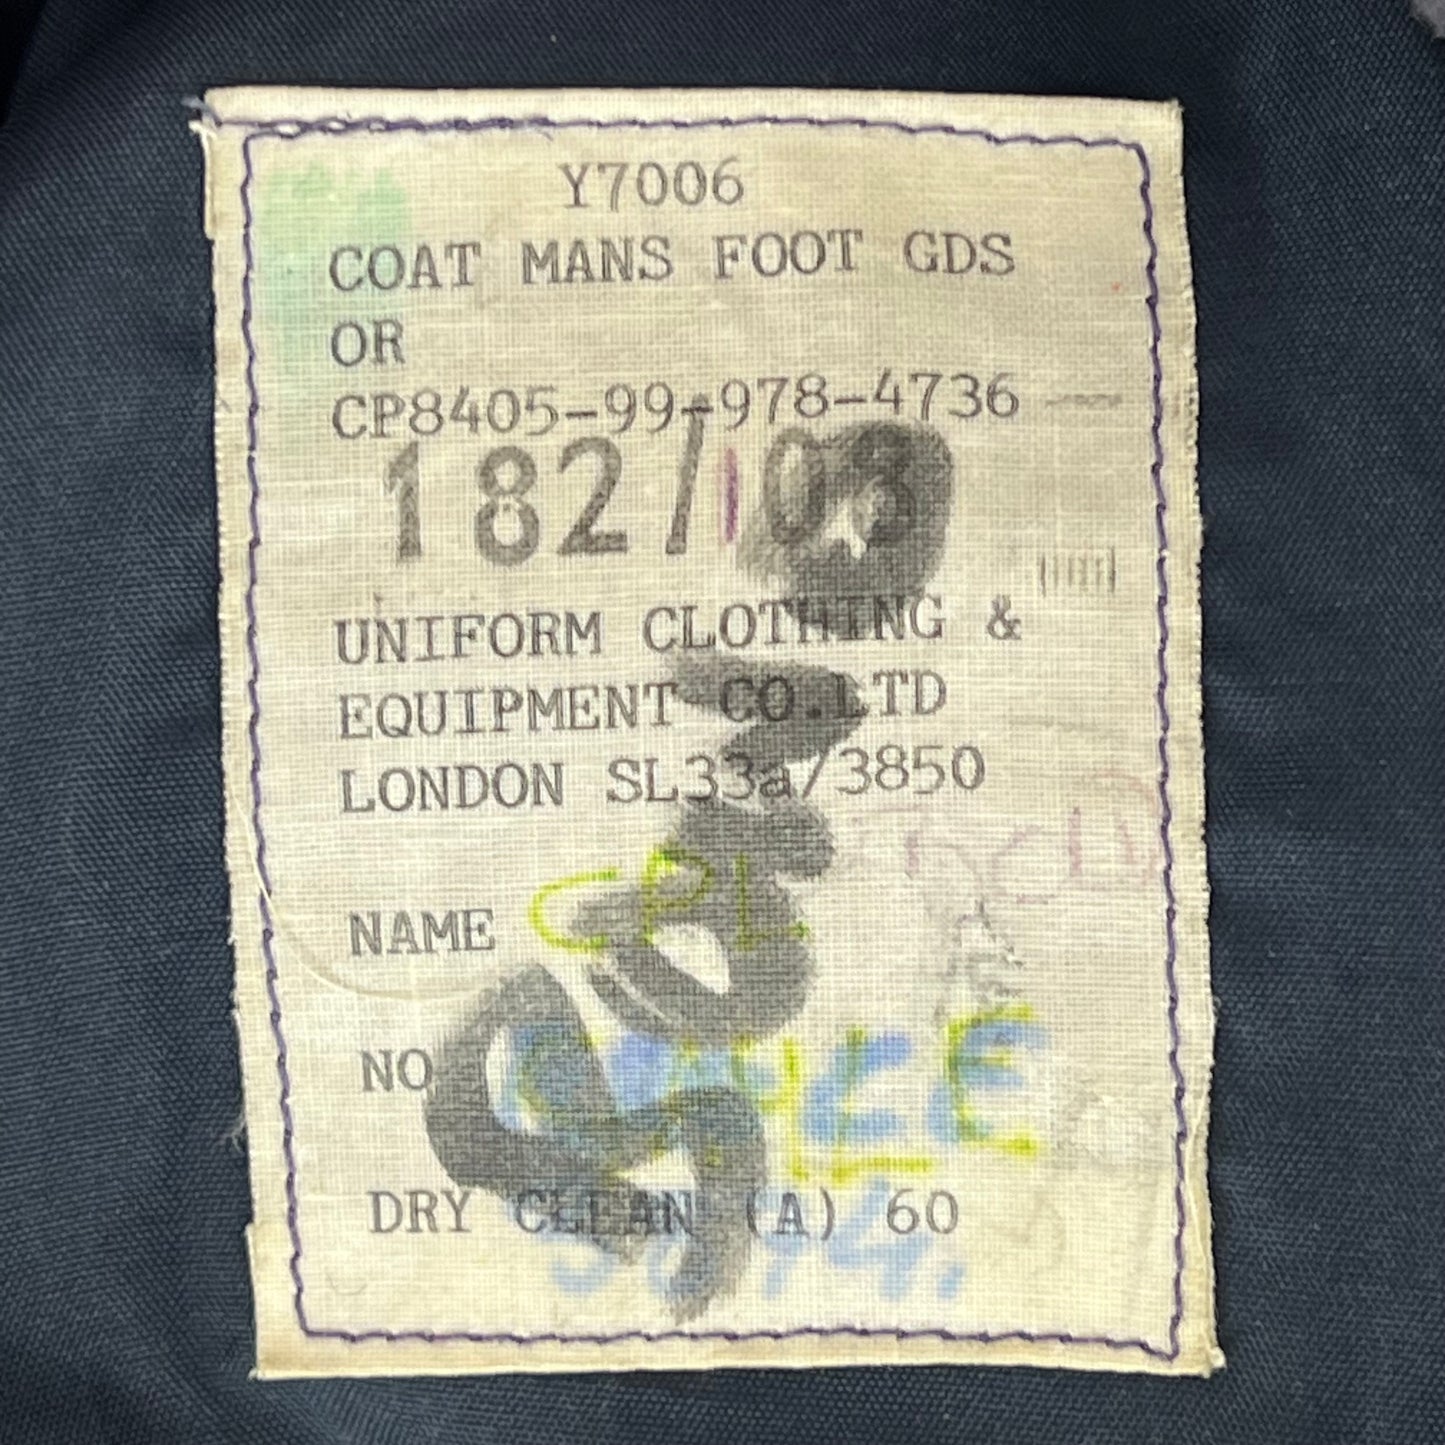 Y7006
COAT MANS FOOT GDS
OR
CP8405-99-978-4736
182/103
UNIFORM CLOTHING &
EQUIPMENT CO.LTD
LONDON SL33a/3850
NAME CPL
NO
DRY CLEAN (A) 60